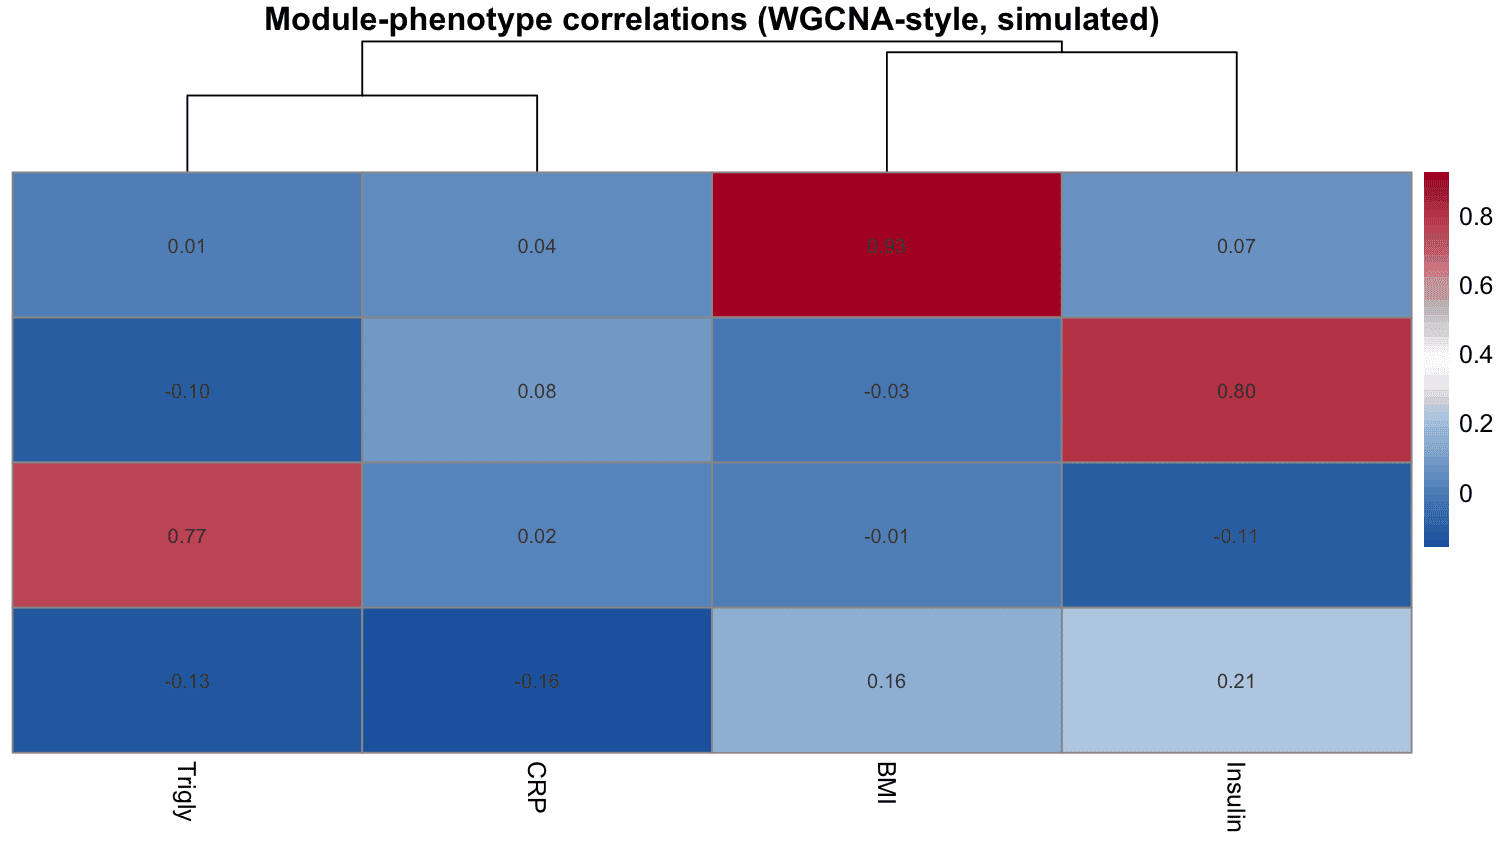 Module-phenotype correlations (WGCNA-style, simulated)
0.01 0.04 0.93 0.07
-0.10 0.08 -0.03 0.80
0.77 0.02 -0.01 -0.11
-0.13 -0.16 0.16 0.21
Trigly CRP BMI Insulin
0.8
0.6
0.4
0.2
0